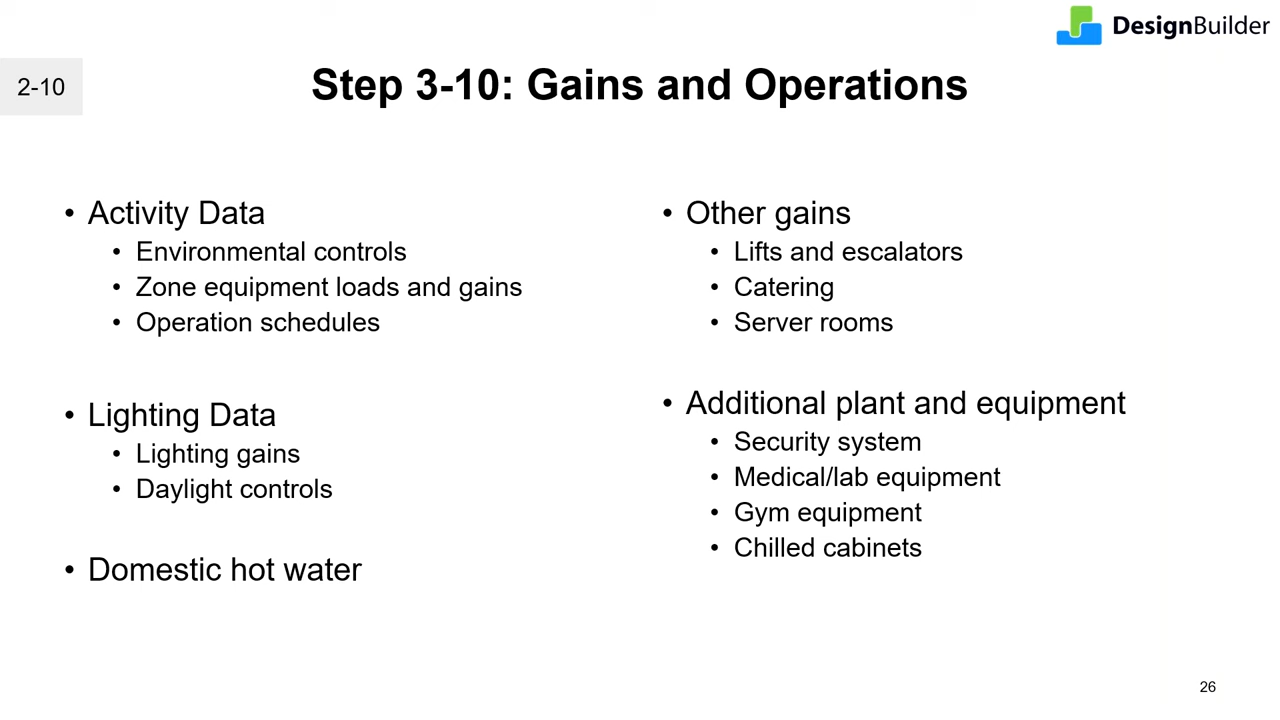 DesignBuilder
2-10
Step 3-10: Gains and Operations
• Activity Data
• Environmental controls
• Zone equipment loads and gains
• Operation schedules
• Lighting Data
• Lighting gains
• Daylight controls
• Domestic hot water
• Other gains
• Lifts and escalators
• Catering
• Server rooms
• Additional plant and equipment
• Security system
• Medical/lab equipment
• Gym equipment
• Chilled cabinets
26